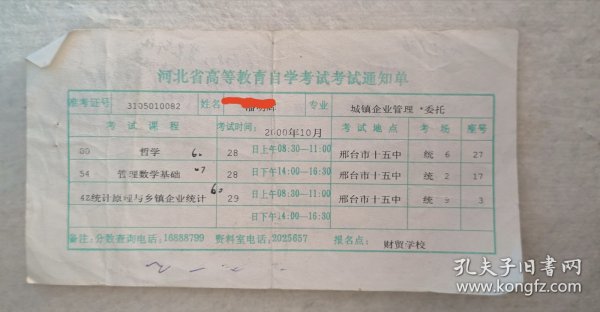 河北省高等教育自学考试考试通知单
准考证号 3105010082 姓名 专业 城镇企业管理·委托
考试课程 考试时间: 2000年10月 考试地点 考场 座号
哲学 6. 28 日上午08:30-11:00 邢台市十五中 统 6 27
54 管理数学基础 28 日下午14:00-16:30 邢台市十五中 统 2 17
42统计原理与乡镇企业统计 60 29 日上午08:30-11:00 邢台市十五中 统 3
日下午14:00-16:30
备注:分数查询电话:16888799 资料室电话:2025657 报名点: 财贸学校
孔夫子旧书网
www.kongfz.com